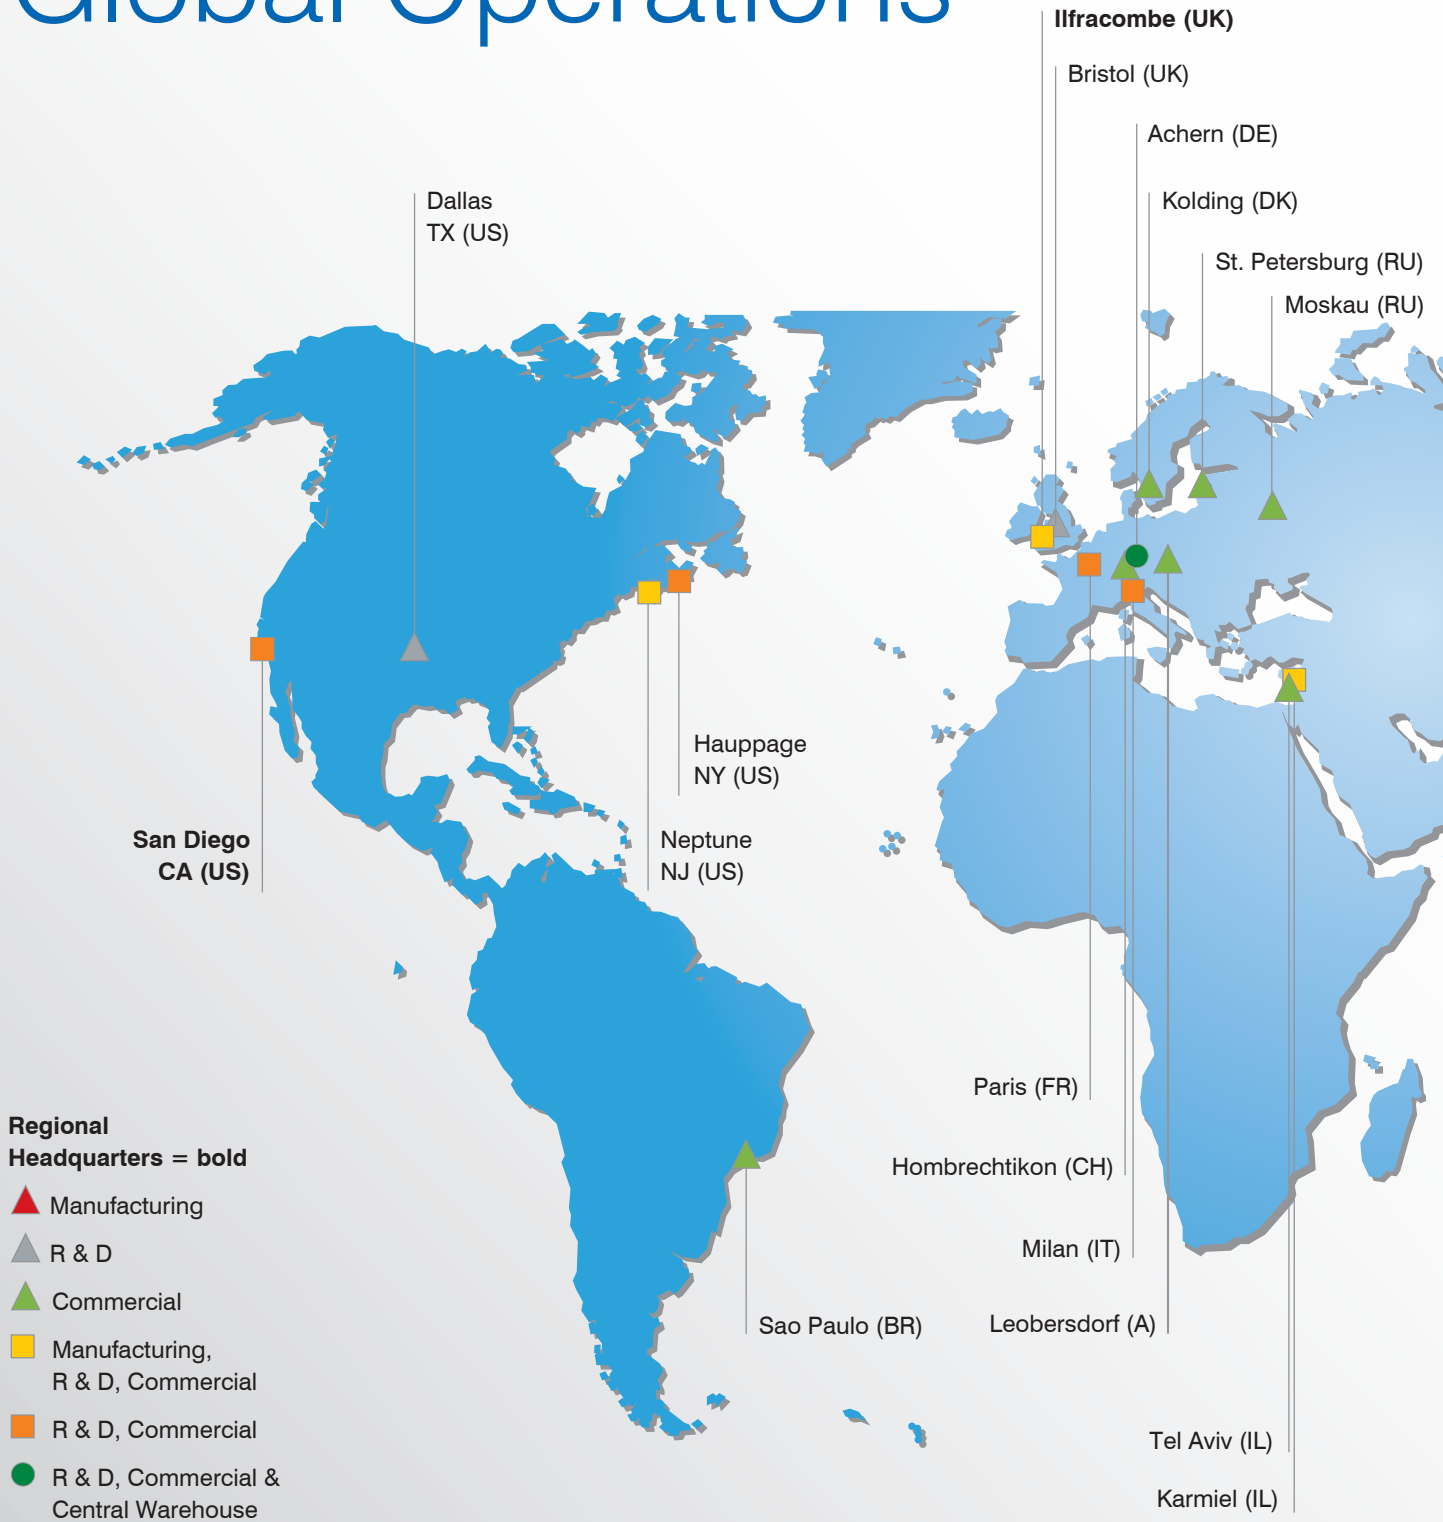 Global Operations
Ilfracombe (UK)
Bristol (UK)
Achern (DE)
Dallas
TX (US)
Kolding (DK)
St. Petersburg (RU)
Moskau (RU)
Hauppage
NY (US)
San Diego
CA (US)
Neptune
NJ (US)
Paris (FR)
Hombrechtikon (CH)
Milan (IT)
Leobersdorf (A)
Sao Paulo (BR)
Tel Aviv (IL)
Karmiel (IL)
Regional
Headquarters = bold
Manufacturing
R & D
Commercial
Manufacturing,
R & D, Commercial
R & D, Commercial
R & D, Commercial &
Central Warehouse